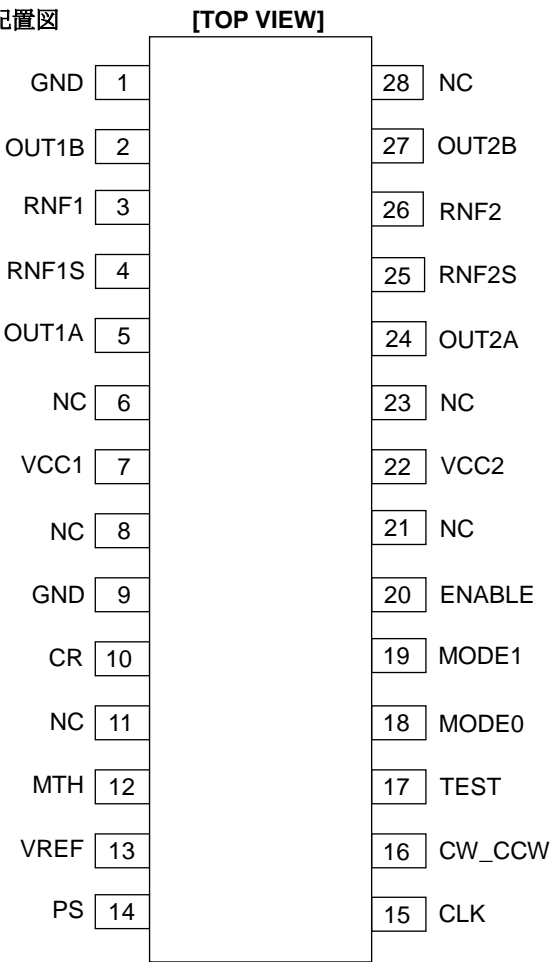 配置図
[TOP VIEW]
GND 1
28 NC
OUT1B 2
27 OUT2B
RNF1 3
26 RNF2
RNF1S 4
25 RNF2S
OUT1A 5
24 OUT2A
NC 6
23 NC
VCC1 7
22 VCC2
NC 8
21 NC
GND 9
20 ENABLE
CR 10
19 MODE1
NC 11
18 MODE0
MTH 12
17 TEST
VREF 13
16 CW_CCW
PS 14
15 CLK